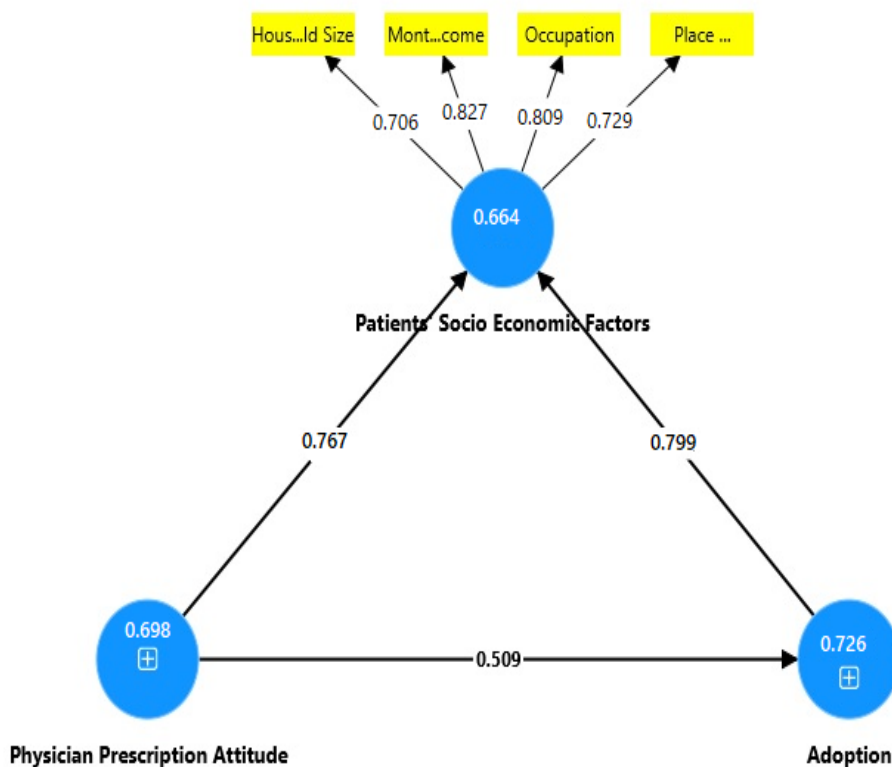 Hous...ld Size
Mont...come
Occupation
Place ...
0.706
0.827
0.809
0.729
0.664
Patients' Socio Economic Factors
0.767
0.799
0.698
0.726
0.509
Physician Prescription Attitude
Adoption